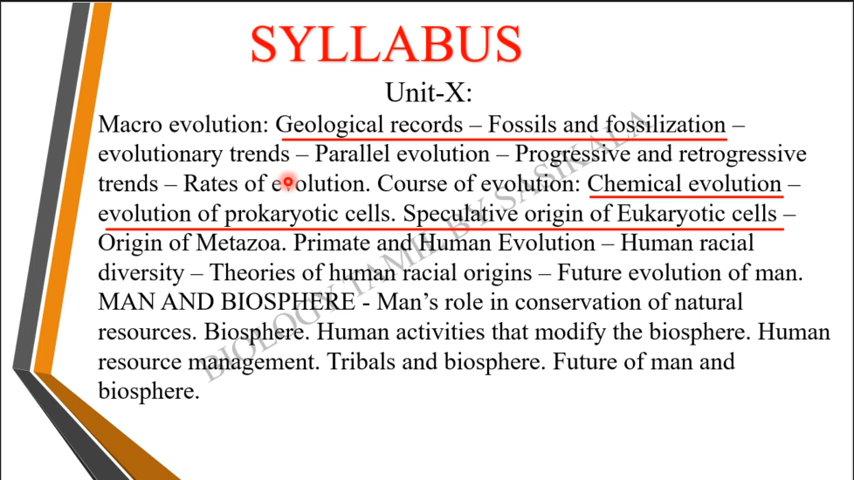 SYLLABUS
Unit-X:
Macro evolution: Geological records – Fossils and fossilization –
evolutionary trends – Parallel evolution – Progressive and retrogressive
trends – Rates of evolution. Course of evolution: Chemical evolution –
evolution of prokaryotic cells. Speculative origin of Eukaryotic cells –
Origin of Metazoa. Primate and Human Evolution – Human racial
diversity – Theories of human racial origins – Future evolution of man.
MAN AND BIOSPHERE - Man’s role in conservation of natural
resources. Biosphere. Human activities that modify the biosphere. Human
resource management. Tribals and biosphere. Future of man and
biosphere.
BIOLOGY TAMIL BY SASIKALA